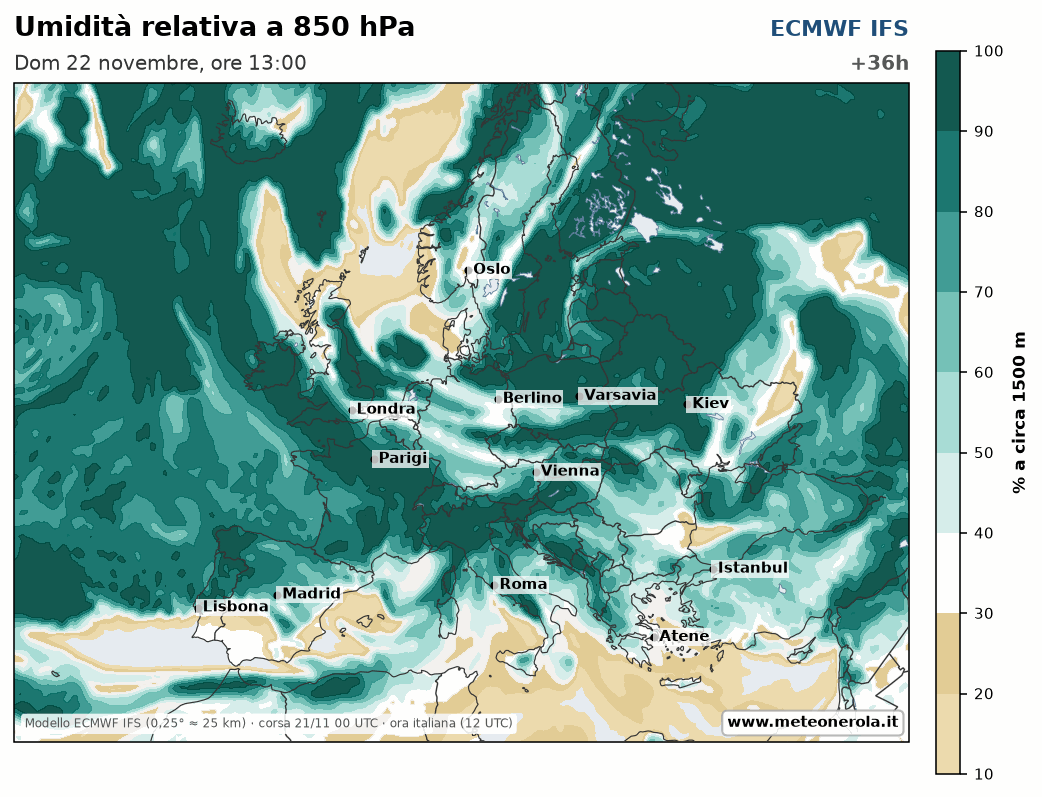 Umidità relativa a 850 hPa
ECMWF IFS
Dom 22 novembre, ore 13:00
+36h
Oslo
Londra
Berlino
Varsavia
Kiev
Parigi
Vienna
Istanbul
Roma
Madrid
Lisbona
Atene
Modello ECMWF IFS (0,25° ≈ 25 km) · corsa 21/11 00 UTC · ora italiana (12 UTC)
www.meteonerola.it
100
90
80
70
60
50
40
30
20
10
% a circa 1500 m